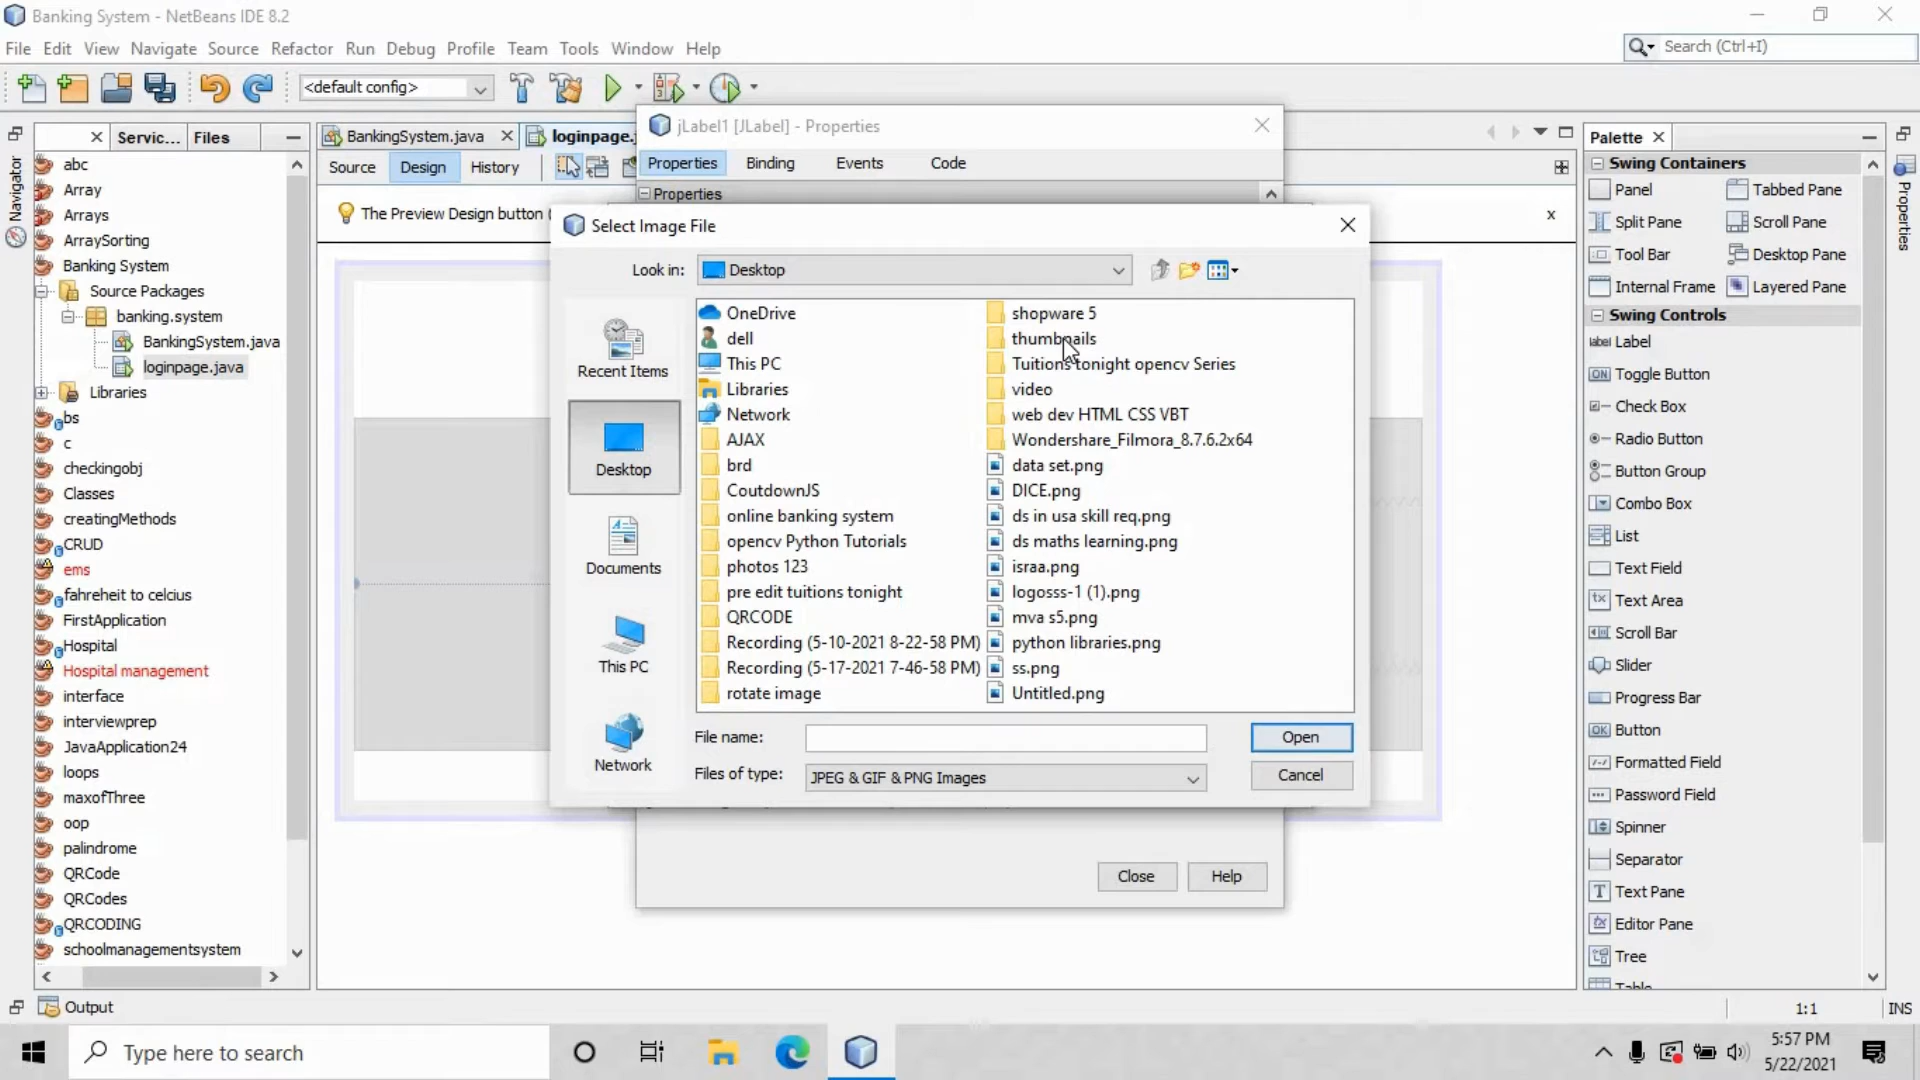 Banking System - NetBeans IDE 8.2
File Edit View Navigate Source Refactor Run Debug Profile Team Tools Window Help
Search (Ctrl+I)
<default config>
jLabel1 [JLabel] - Properties
Servic... Files
BankingSystem.java
loginpage.
Palette
Source Design History
Properties Binding Events Code
Properties
The Preview Design button (
x
Navigator
Properties
abc
Array
Arrays
ArraySorting
Banking System
Source Packages
banking.system
BankingSystem.java
loginpage.java
Libraries
bs
c
checkingobj
Classes
creatingMethods
CRUD
ems
fahreheit to celcius
FirstApplication
Hospital
Hospital management
interface
interviewprep
JavaApplication24
loops
maxofThree
oop
palindrome
QRCode
QRCodes
QRCODING
schoolmanagementsystem
Select Image File
Look in: Desktop
Recent Items
Desktop
Documents
This PC
Network
OneDrive
dell
This PC
Libraries
Network
AJAX
brd
CoutdownJS
online banking system
opencv Python Tutorials
photos 123
pre edit tuitions tonight
QRCODE
Recording (5-10-2021 8-22-58 PM)
Recording (5-17-2021 7-46-58 PM)
rotate image
shopware 5
thumbnails
Tuitions tonight opencv Series
video
web dev HTML CSS VBT
Wondershare_Filmora_8.7.6.2x64
data set.png
DICE.png
ds in usa skill req.png
ds maths learning.png
israa.png
logosss-1 (1).png
mva s5.png
python libraries.png
ss.png
Untitled.png
File name:
Open
Files of type: JPEG & GIF & PNG Images
Cancel
Close Help
Swing Containers
Panel Tabbed Pane
Split Pane Scroll Pane
Tool Bar Desktop Pane
Internal Frame Layered Pane
Swing Controls
label Label
ON Toggle Button
Check Box
Radio Button
Button Group
Combo Box
List
Text Field
Text Area
Scroll Bar
Slider
Progress Bar
OK Button
Formatted Field
Password Field
Spinner
Separator
T Text Pane
Editor Pane
Tree
Table
Output
1:1 INS
Type here to search
5:57 PM
5/22/2021